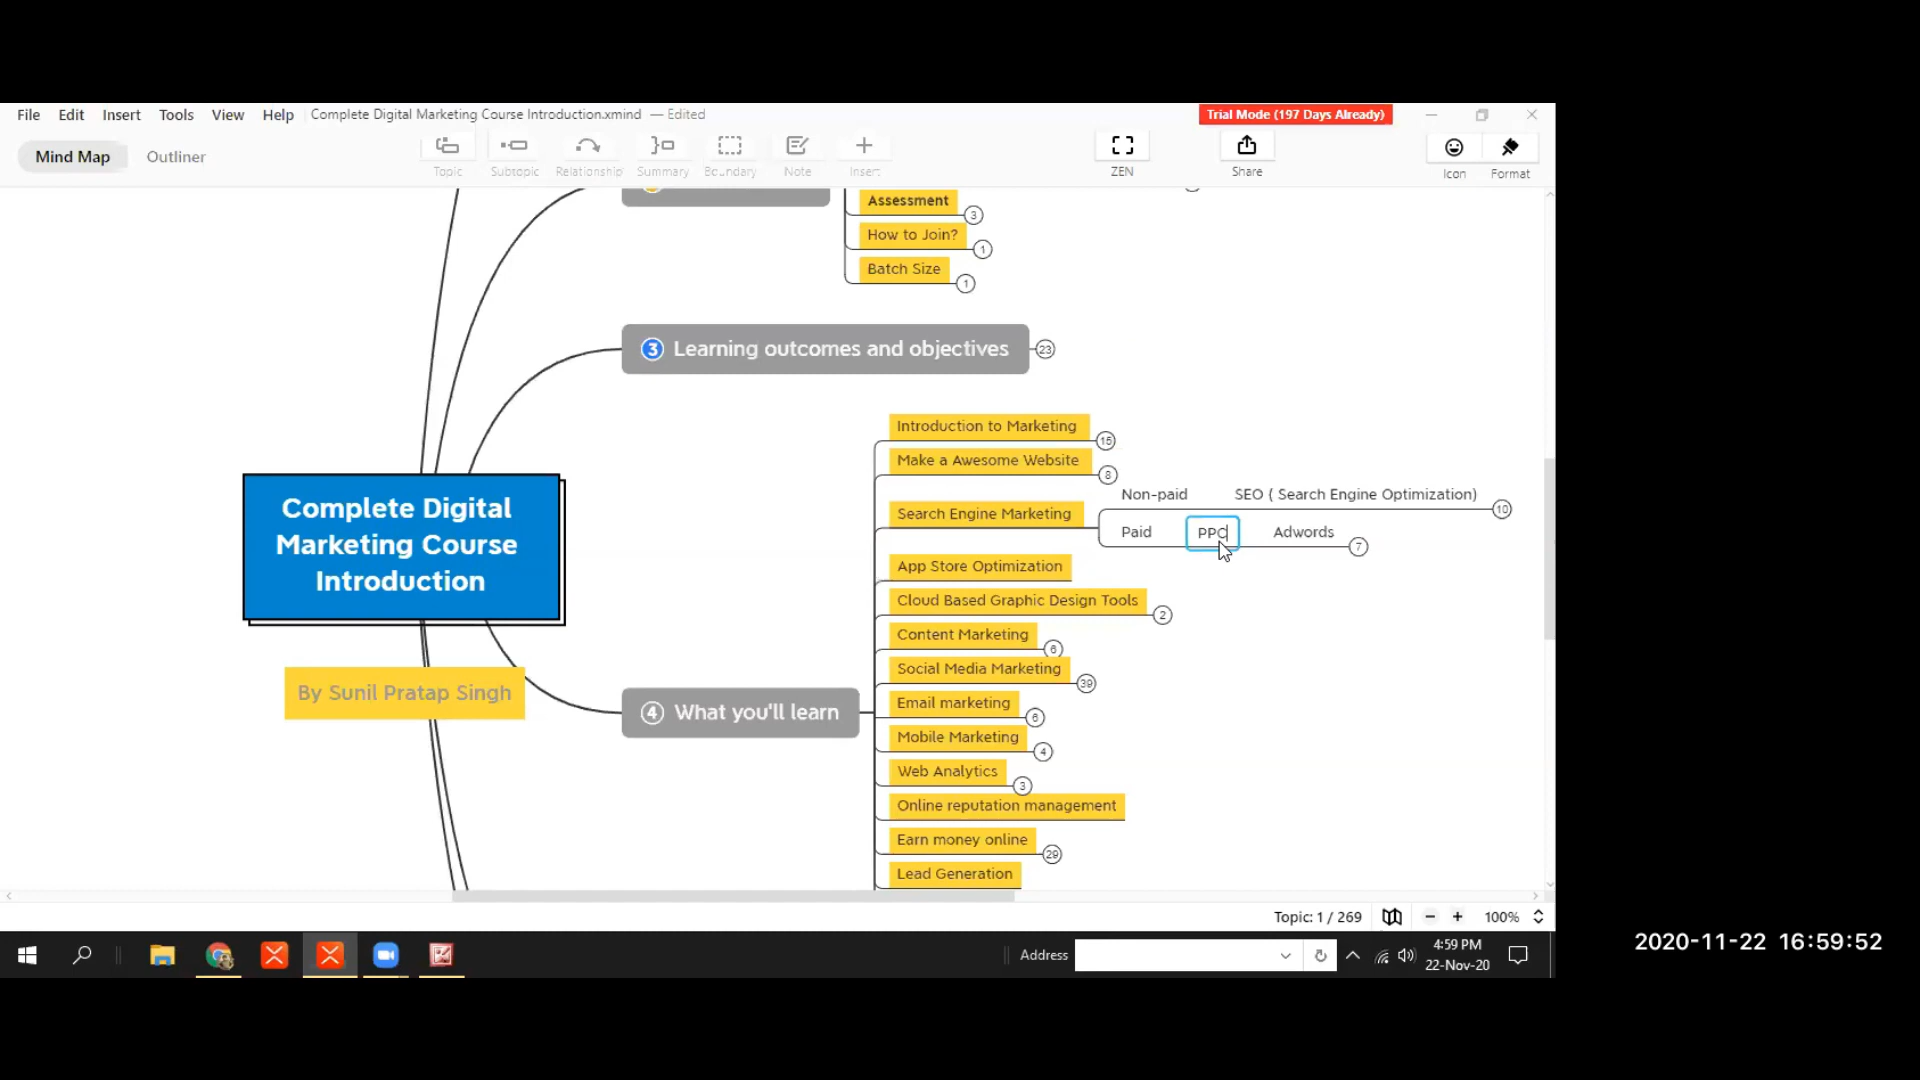 File Edit Insert Tools View Help Complete Digital Marketing Course Introduction.xmind — Edited Trial Mode (197 Days Already)
Mind Map Outliner
Topic Subtopic Relationship Summary Boundary Note Insert ZEN Share Icon Format
Assessment 3
How to Join? 1
Batch Size 1
3 Learning outcomes and objectives 23
Complete Digital
Marketing Course
Introduction
By Sunil Pratap Singh
4 What you'll learn
Introduction to Marketing 15
Make a Awesome Website 8
Search Engine Marketing
Non-paid SEO ( Search Engine Optimization) 10
Paid PPC Adwords 7
App Store Optimization
Cloud Based Graphic Design Tools 2
Content Marketing 6
Social Media Marketing 39
Email marketing 6
Mobile Marketing 4
Web Analytics 3
Online reputation management
Earn money online 29
Lead Generation
Topic: 1 / 269 100%
Address
4:59 PM
22-Nov-20
2020-11-22 16:59:52